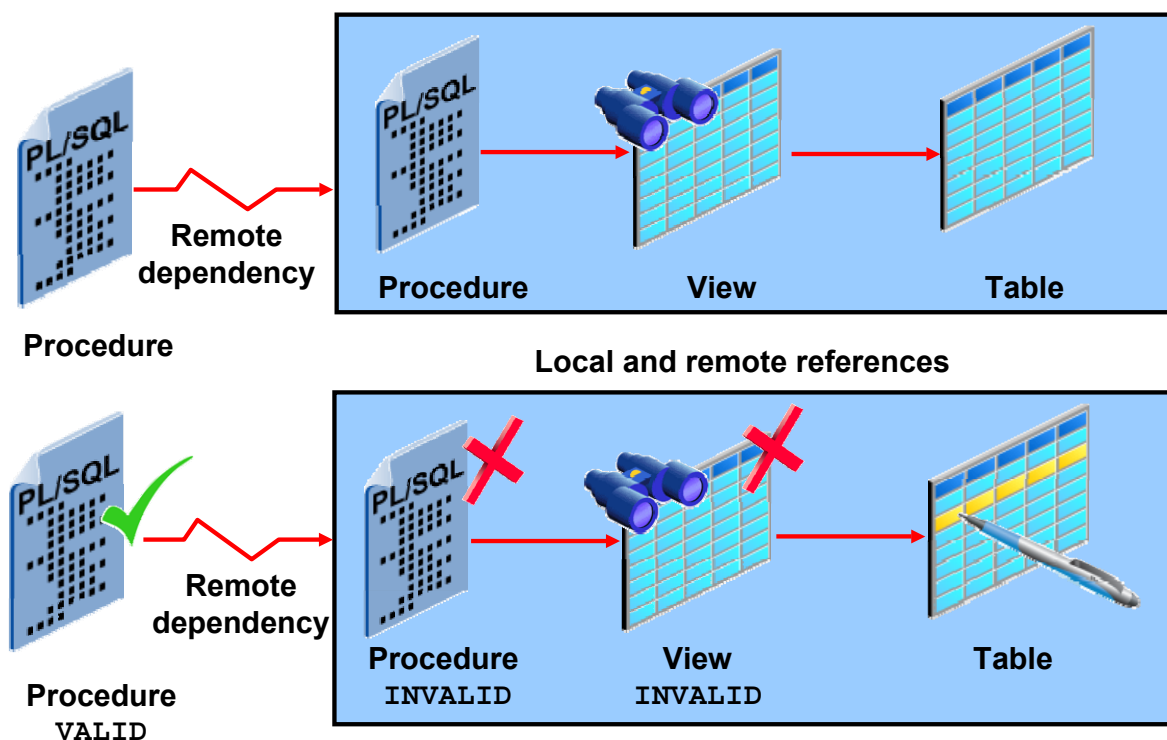 PL/SQL
PL/SQL
Remote
dependency
Procedure
View
Table
Procedure
Local and remote references
PL/SQL
PL/SQL
Remote
dependency
Procedure
INVALID
View
INVALID
Table
Procedure
VALID